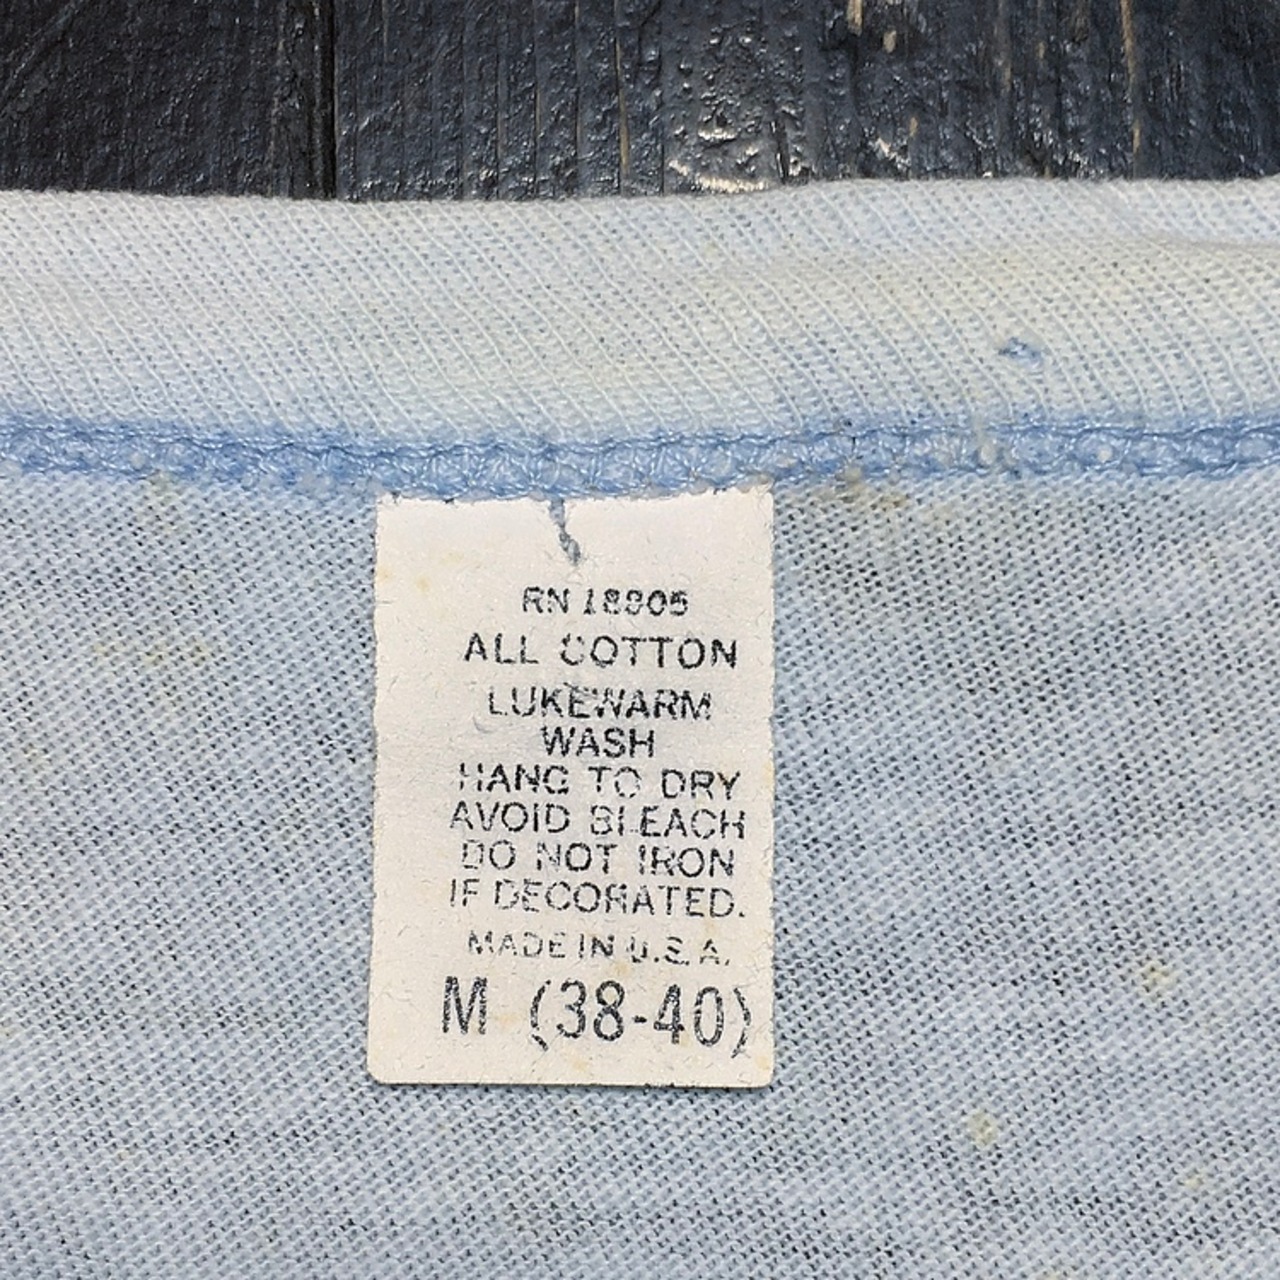 RN 18905
ALL COTTON
LUKEWARM
WASH
HANG TO DRY
AVOID BLEACH
DO NOT IRON
IF DECORATED.
MADE IN U.S.A.
M (38-40)